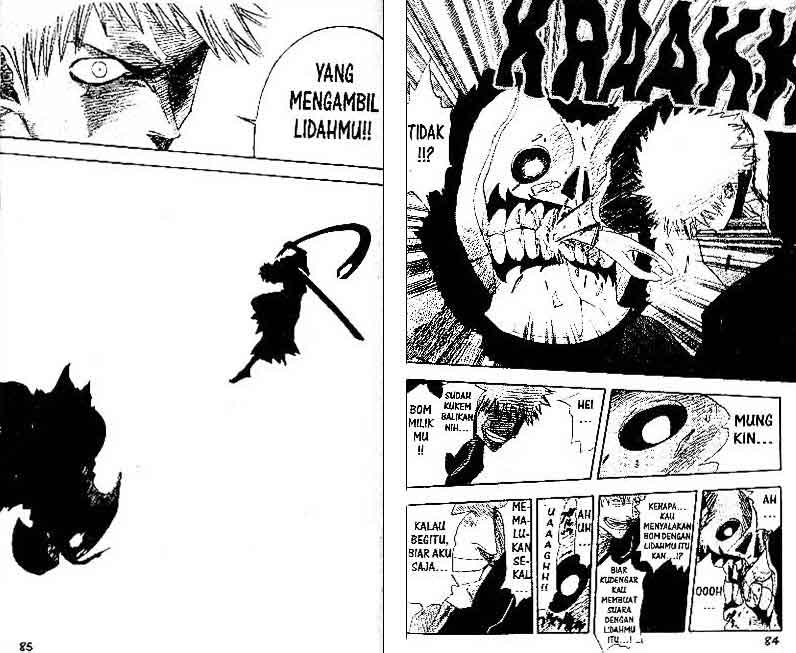 KRAAKK
TIDAK
!!?
MUNG
KIN...
HEI
...
SUDAH
KUKEM
BALIKAN
NIH...
BOM
MILIK
MU
!!
AH
...
OOOH
...
KENAPA...
KAU
MENYALAKAN
BOM DENGAN
LIDAHMU ITU
KAN...!?
BIAR
KUDENGAR
KAU
MEMBUAT
SUARA
DENGAN
LIDAHMU
ITU...!
AH
UH
...
UAAAGHH!!
ME-
MA-
LU-
KAN
SE-
KALI
...
KALAU
BEGITU,
BIAR AKU
SAJA...
84
YANG
MENGAMBIL
LIDAHMU!!
85